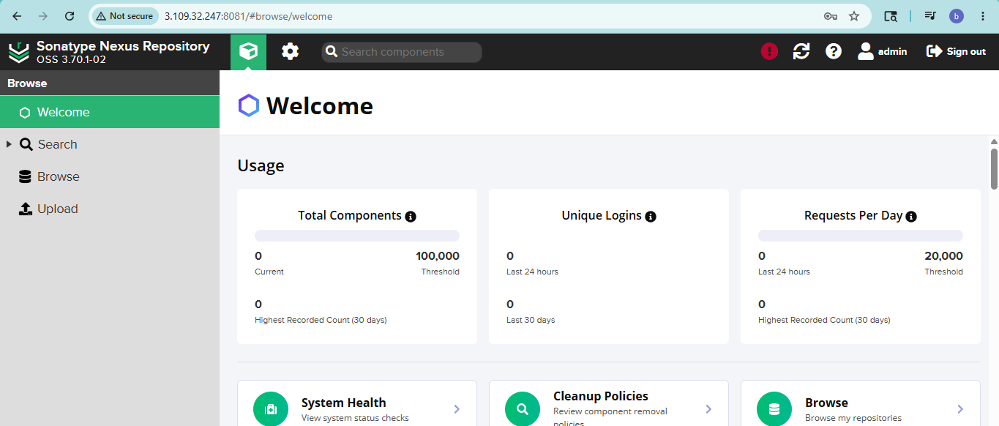 Not secure 3.109.32.247:8081/#browse/welcome b
Sonatype Nexus Repository
OSS 3.70.1-02
Search components
admin Sign out
Browse
Welcome
Search
Browse
Upload
Welcome
Usage
Total Components
0 100,000
Current Threshold
0
Highest Recorded Count (30 days)
Unique Logins
0
Last 24 hours
0
Last 30 days
Requests Per Day
0 20,000
Last 24 hours Threshold
0
Highest Recorded Count (30 days)
System Health
View system status checks
Cleanup Policies
Review component removal
policies
Browse
Browse my repositories